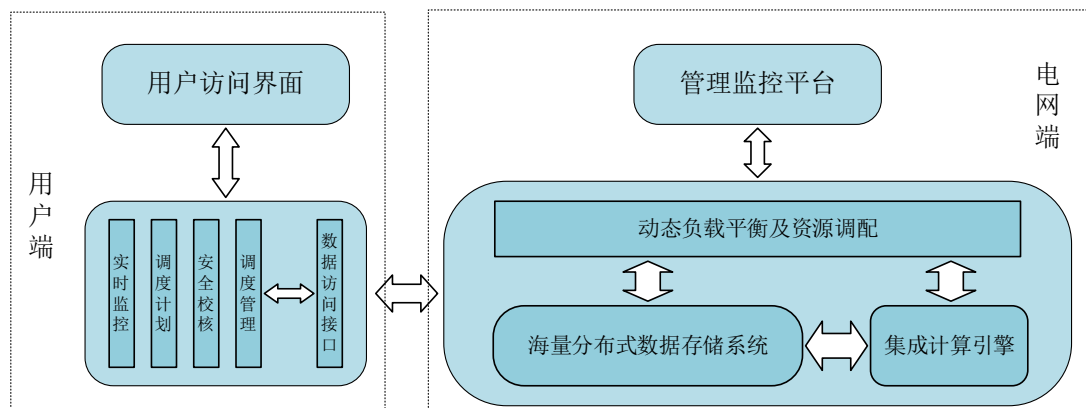 用户访问界面
用户端
实时监控
调度计划
安全校核
调度管理
数据访问接口
管理监控平台
电网端
动态负载平衡及资源调配
海量分布式数据存储系统
集成计算引擎